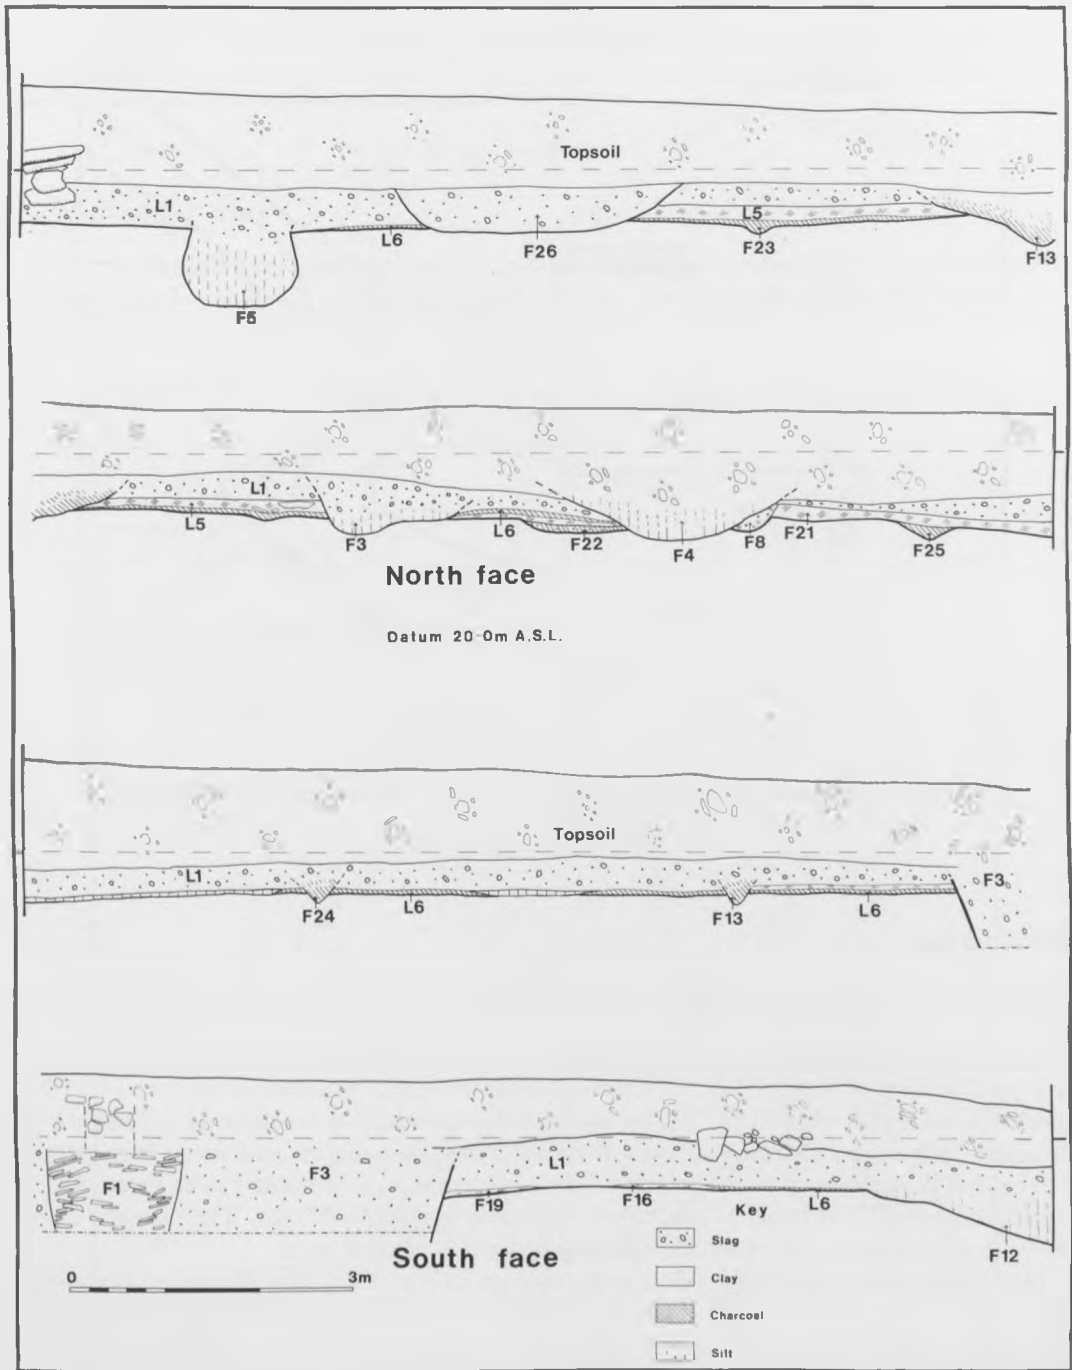 Topsoil
L1
L5
L6
F26
F23
F13
F5
L1
L5
L6
F3
F22
F4
F8
F21
F25
North face
Datum 20·0m A.S.L.
Topsoil
L1
F3
F24
L6
F13
L6
F1
F3
L1
F19
F16
L6
Key
F12
South face
Slag
0 3m
Clay
Charcoal
Silt